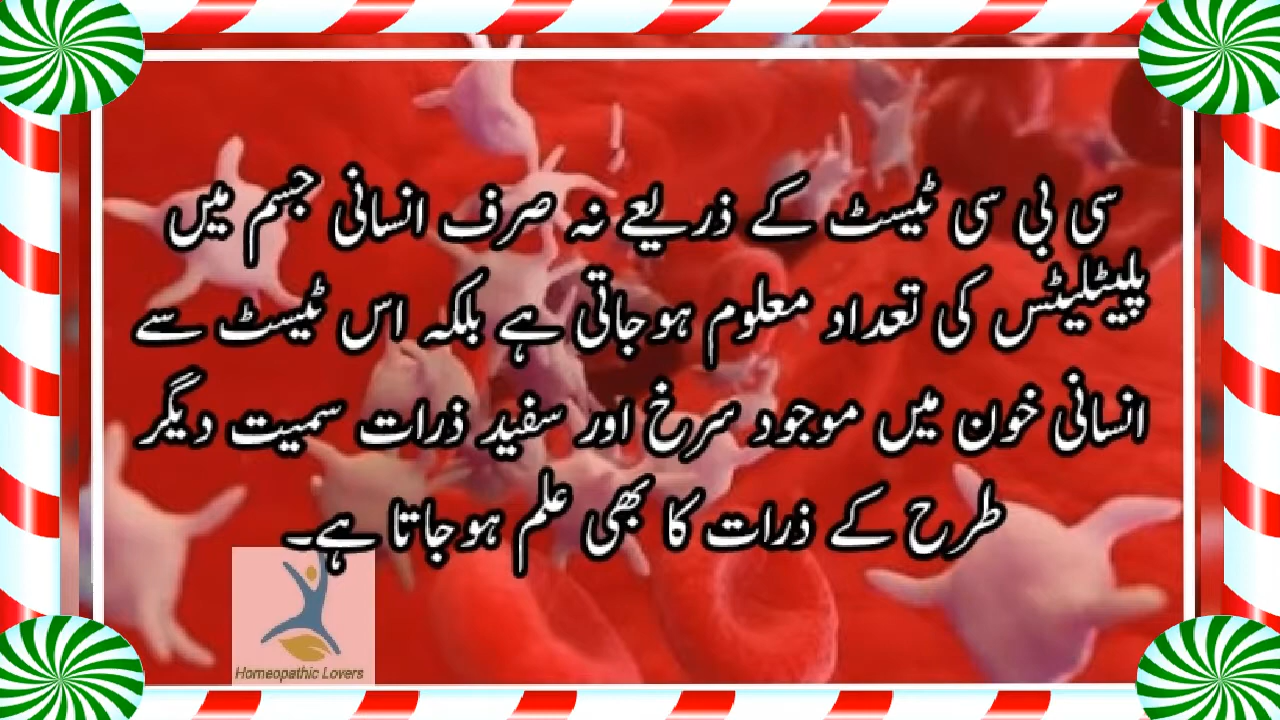 سی بی سی ٹیسٹ کے ذریعے نہ صرف انسانی جسم میں
پلیٹلیٹس کی تعداد معلوم ہوجاتی ہے بلکہ اس ٹیسٹ سے
انسانی خون میں موجود سرخ اور سفید ذرات سمیت دیگر
طرح کے ذرات کا بھی علم ہوجاتا ہے۔
Homeopathic Lovers